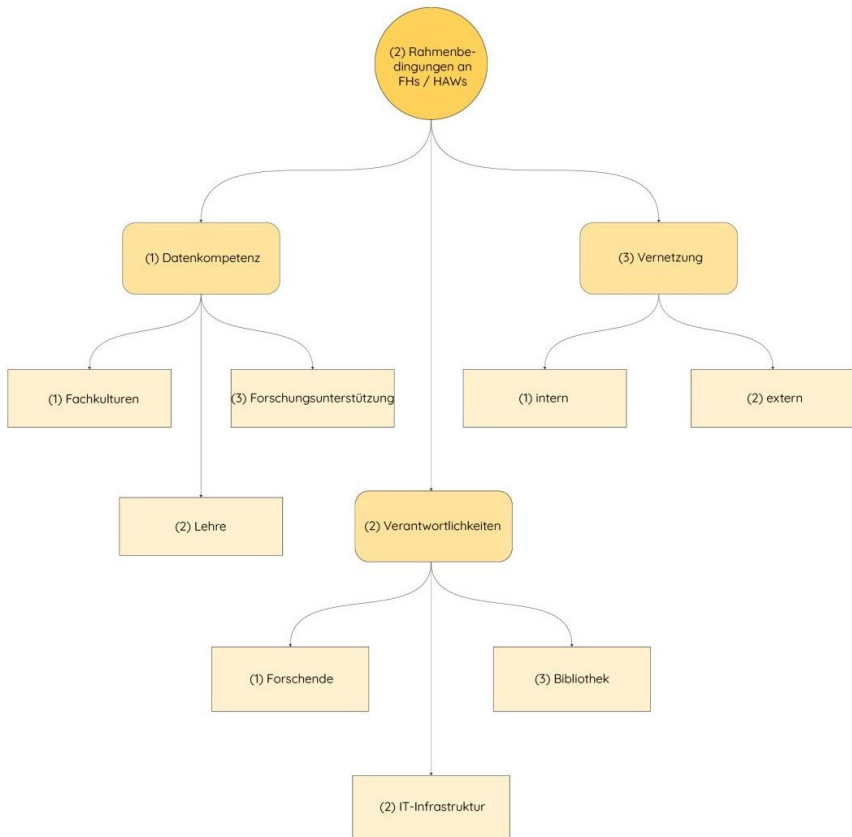 (2) Rahmenbe-
dingungen an
FHs / HAWs
(1) Datenkompetenz
(3) Vernetzung
(1) Fachkulturen
(3) Forschungsunterstützung
(1) intern
(2) extern
(2) Lehre
(2) Verantwortlichkeiten
(1) Forschende
(3) Bibliothek
(2) IT-Infrastruktur